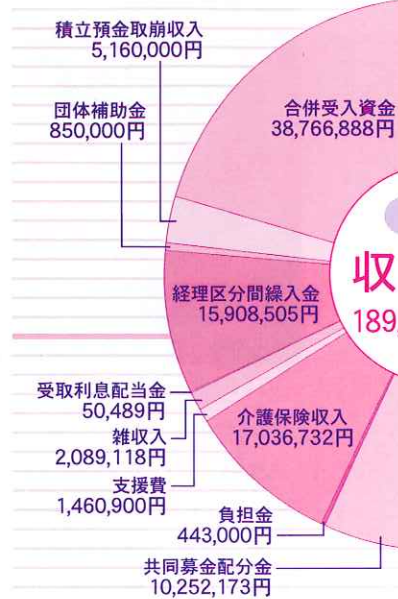 積立預金取崩収入
5,160,000円
団体補助金
850,000円
合併受入資金
38,766,888円
収
189,
経理区分間繰入金
15,908,505円
受取利息配当金
50,489円
雑収入
2,089,118円
支援費
1,460,900円
介護保険収入
17,036,732円
負担金
443,000円
共同募金配分金
10,252,173円